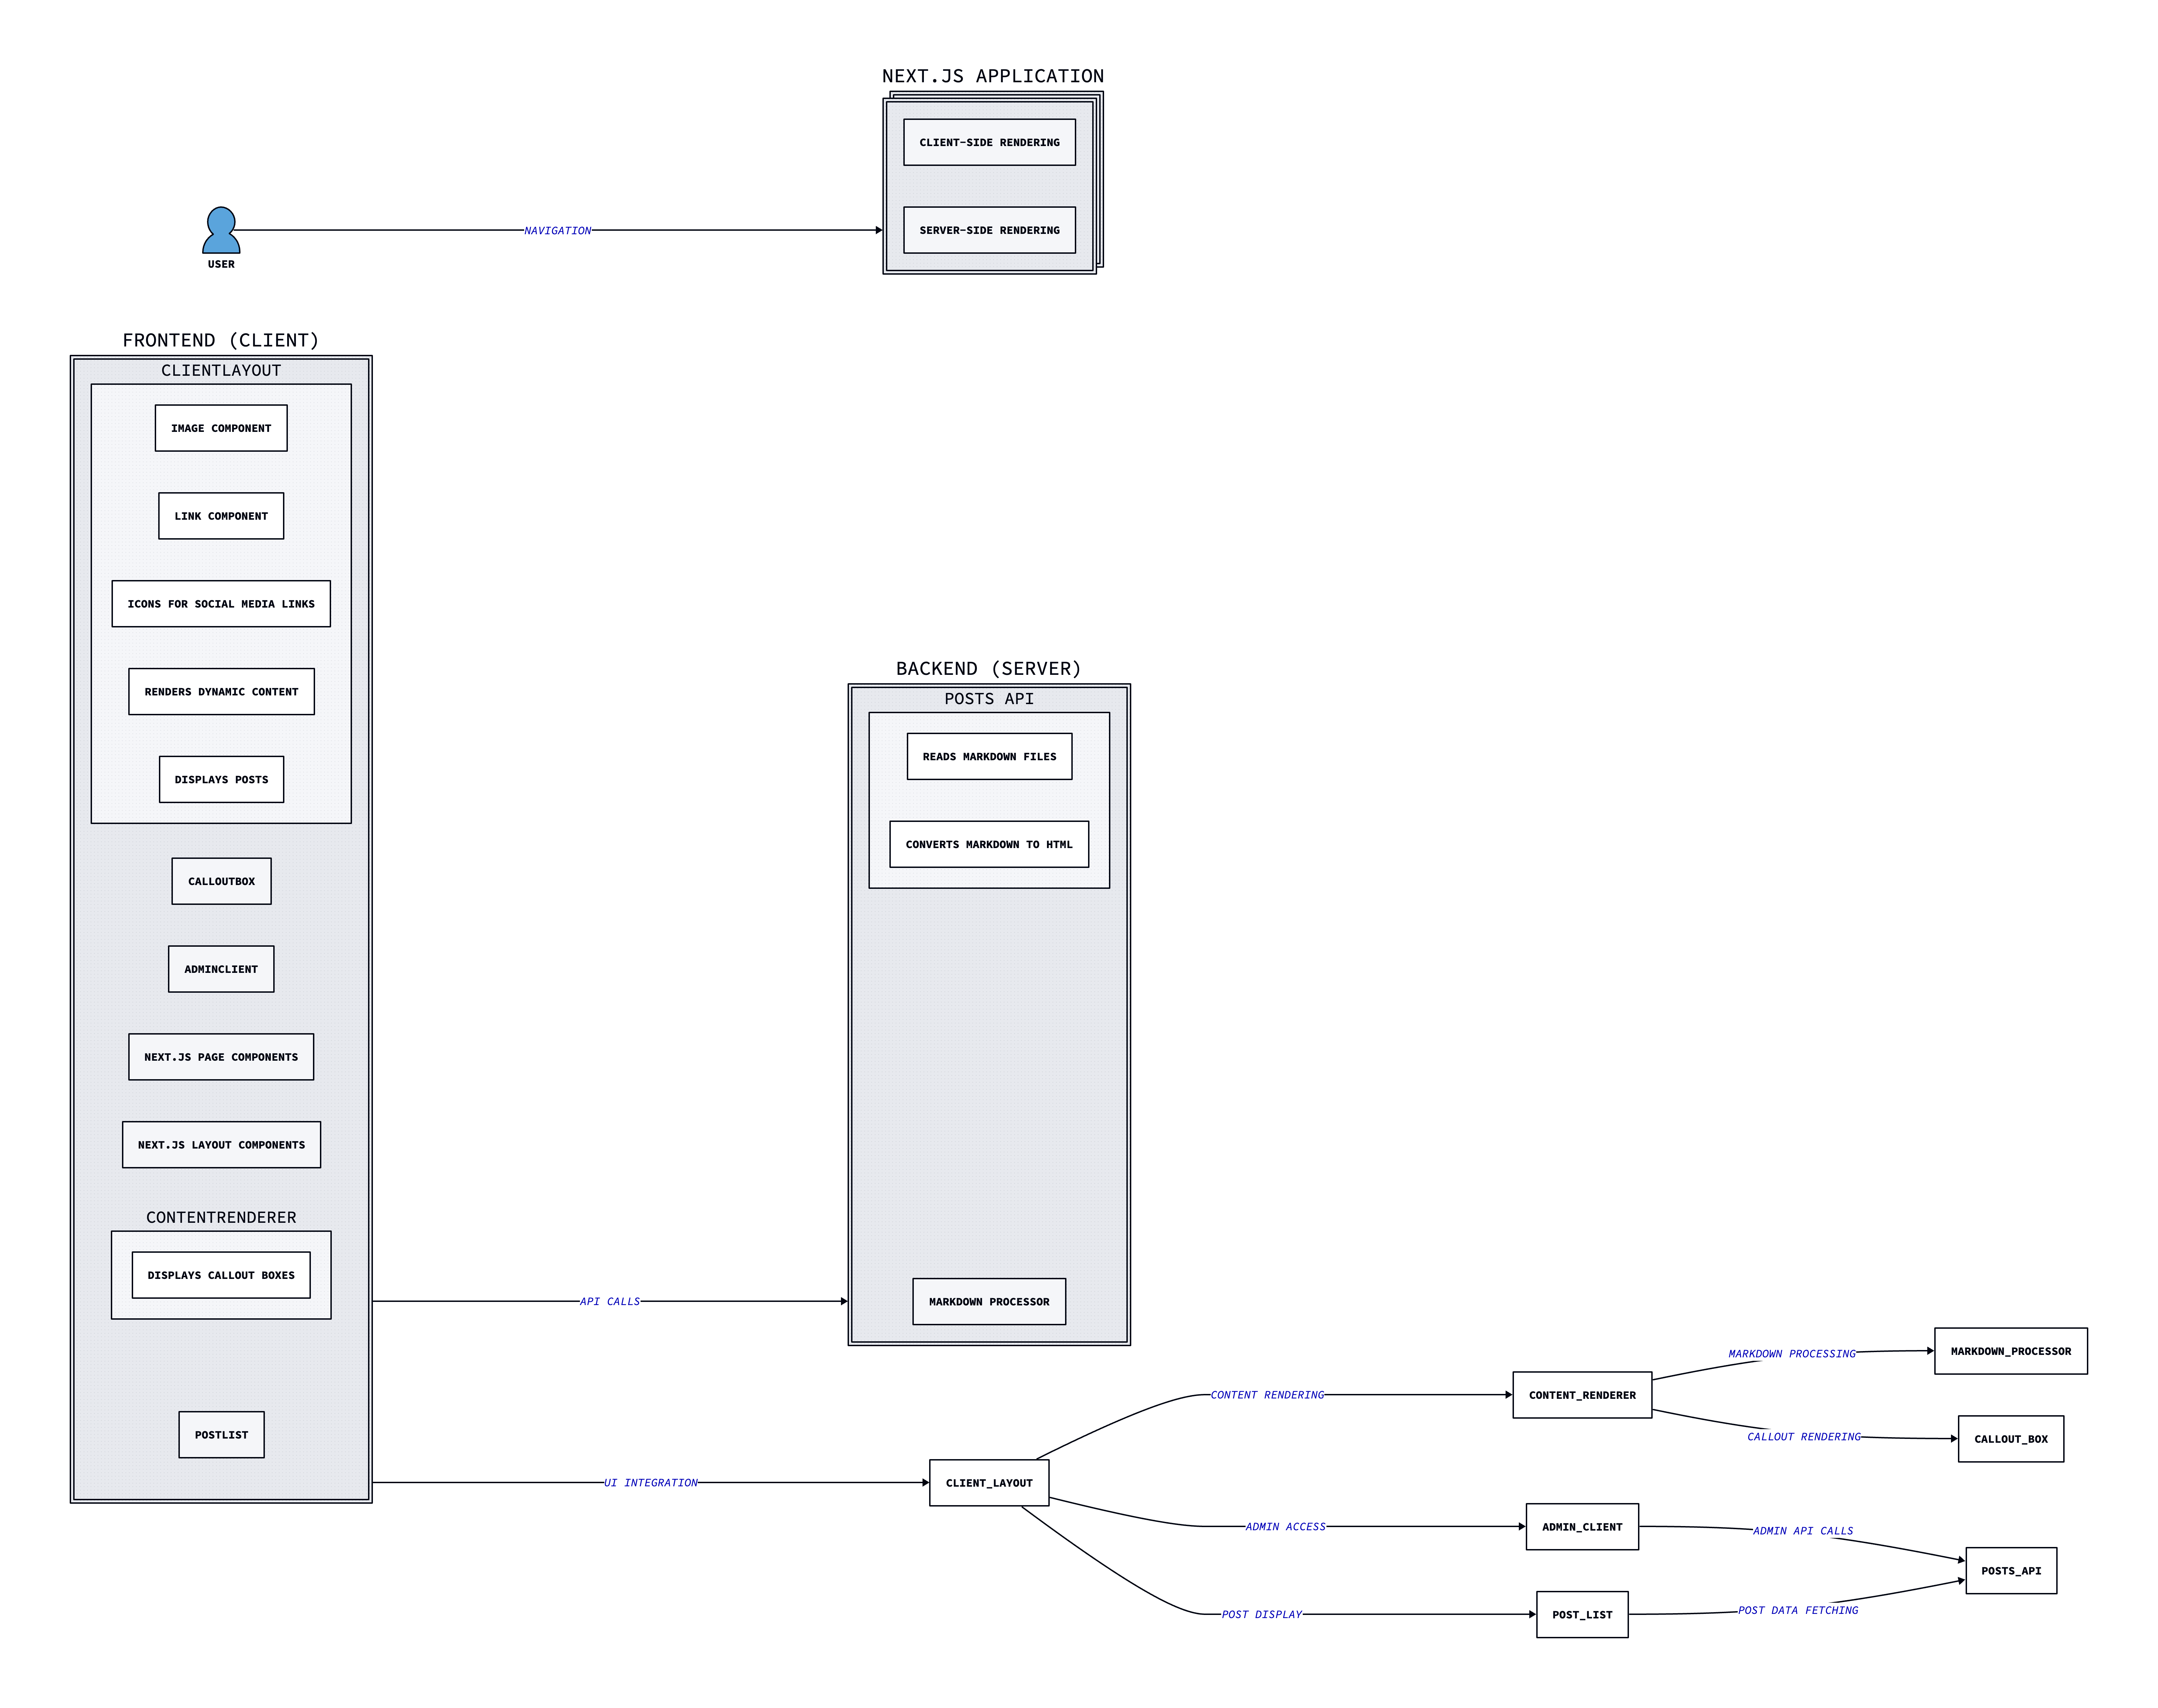 NEXT.JS APPLICATION
CLIENT-SIDE RENDERING
SERVER-SIDE RENDERING
NAVIGATION
USER
FRONTEND (CLIENT)
CLIENTLAYOUT
IMAGE COMPONENT
LINK COMPONENT
ICONS FOR SOCIAL MEDIA LINKS
RENDERS DYNAMIC CONTENT
DISPLAYS POSTS
CALLOUTBOX
ADMINCLIENT
NEXT.JS PAGE COMPONENTS
NEXT.JS LAYOUT COMPONENTS
CONTENTRENDERER
DISPLAYS CALLOUT BOXES
POSTLIST
API CALLS
UI INTEGRATION
BACKEND (SERVER)
POSTS API
READS MARKDOWN FILES
CONVERTS MARKDOWN TO HTML
MARKDOWN PROCESSOR
CLIENT_LAYOUT
CONTENT RENDERING
ADMIN ACCESS
POST DISPLAY
CONTENT_RENDERER
ADMIN_CLIENT
POST_LIST
MARKDOWN PROCESSING
CALLOUT RENDERING
ADMIN API CALLS
POST DATA FETCHING
MARKDOWN_PROCESSOR
CALLOUT_BOX
POSTS_API